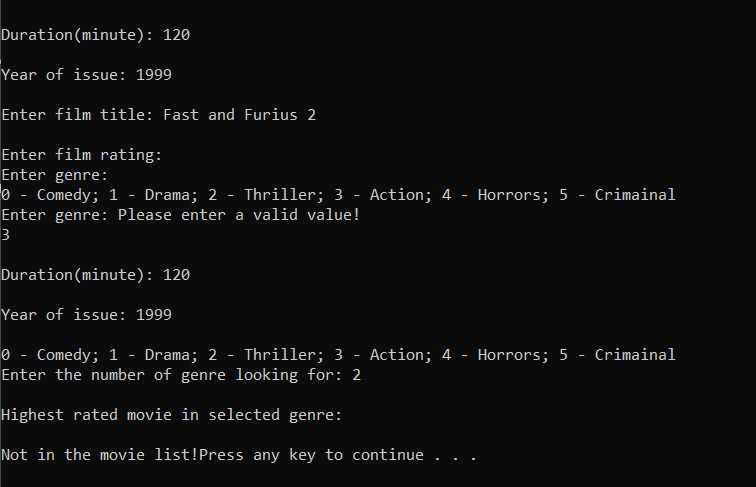 Duration(minute): 120
Year of issue: 1999
Enter film title: Fast and Furius 2
Enter film rating:
Enter genre:
0 - Comedy; 1 - Drama; 2 - Thriller; 3 - Action; 4 - Horrors; 5 - Crimainal
Enter genre: Please enter a valid value!
3
Duration(minute): 120
Year of issue: 1999
0 - Comedy; 1 - Drama; 2 - Thriller; 3 - Action; 4 - Horrors; 5 - Crimainal
Enter the number of genre looking for: 2
Highest rated movie in selected genre:
Not in the movie list!Press any key to continue . . .